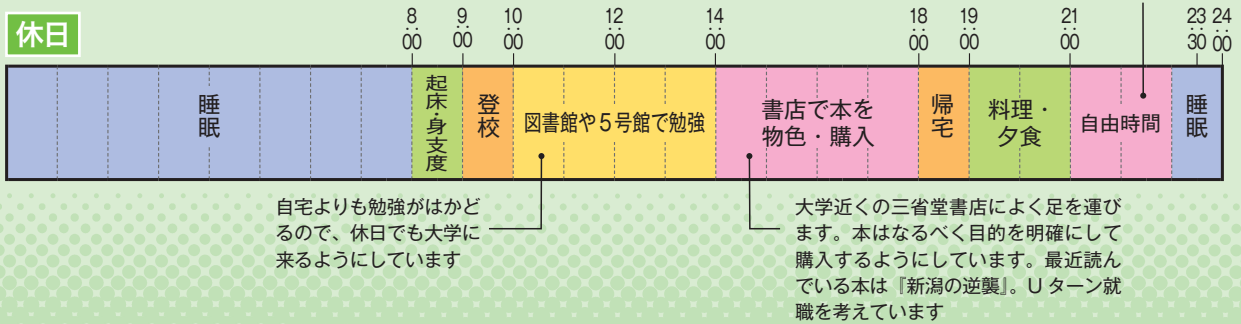 休日
8:00
9:00
10:00
12:00
14:00
18:00
19:00
21:00
23:30
24:00
睡眠
起床・身支度
登校
図書館や5号館で勉強
書店で本を
物色・購入
帰宅
料理・
夕食
自由時間
睡眠
自宅よりも勉強がはかど
るので、休日でも大学に
来るようにしています
大学近くの三省堂書店によく足を運び
ます。本はなるべく目的を明確にして
購入するようにしています。最近読ん
でいる本は『新潟の逆襲』。Uターン就
職を考えています